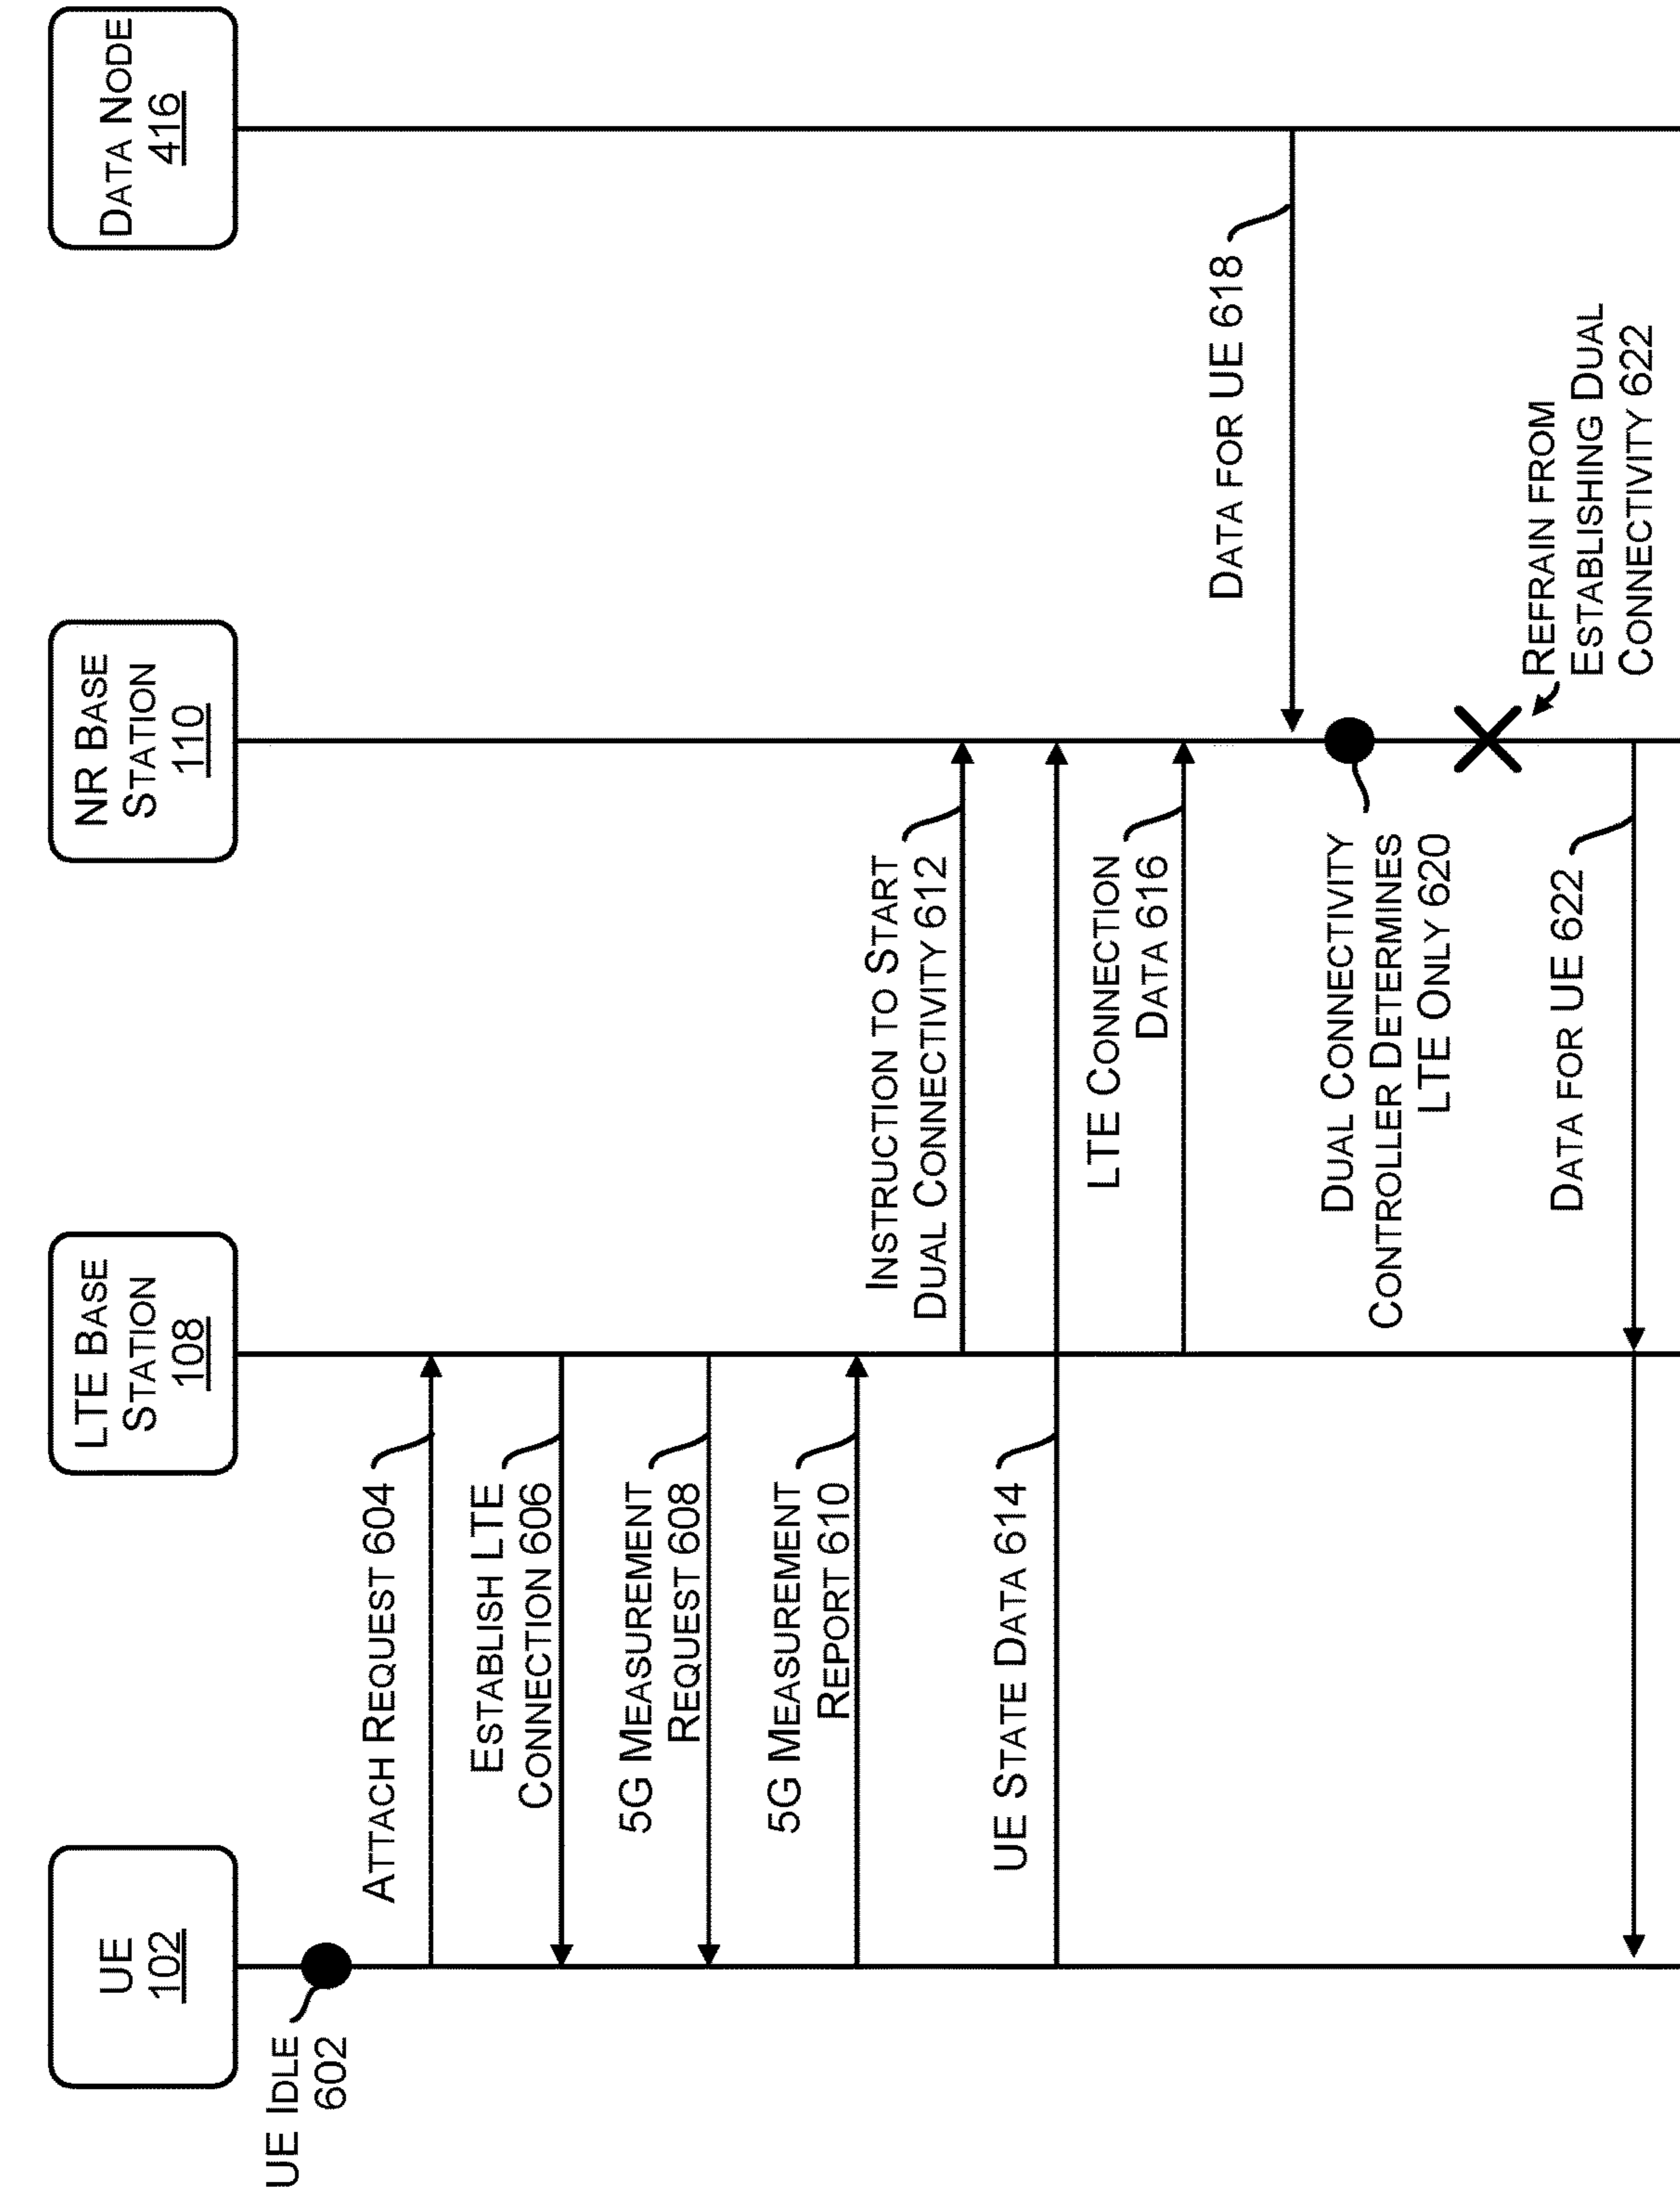 UE
102
LTE BASE
STATION
108
NR BASE
STATION
110
DATA NODE
416
UE IDLE
602
ATTACH REQUEST 604
ESTABLISH LTE
CONNECTION 606
5G MEASUREMENT
REQUEST 608
5G MEASUREMENT
REPORT 610
INSTRUCTION TO START
DUAL CONNECTIVITY 612
UE STATE DATA 614
LTE CONNECTION
DATA 616
DATA FOR UE 618
DUAL CONNECTIVITY
CONTROLLER DETERMINES
LTE ONLY 620
REFRAIN FROM
ESTABLISHING DUAL
CONNECTIVITY 622
DATA FOR UE 622